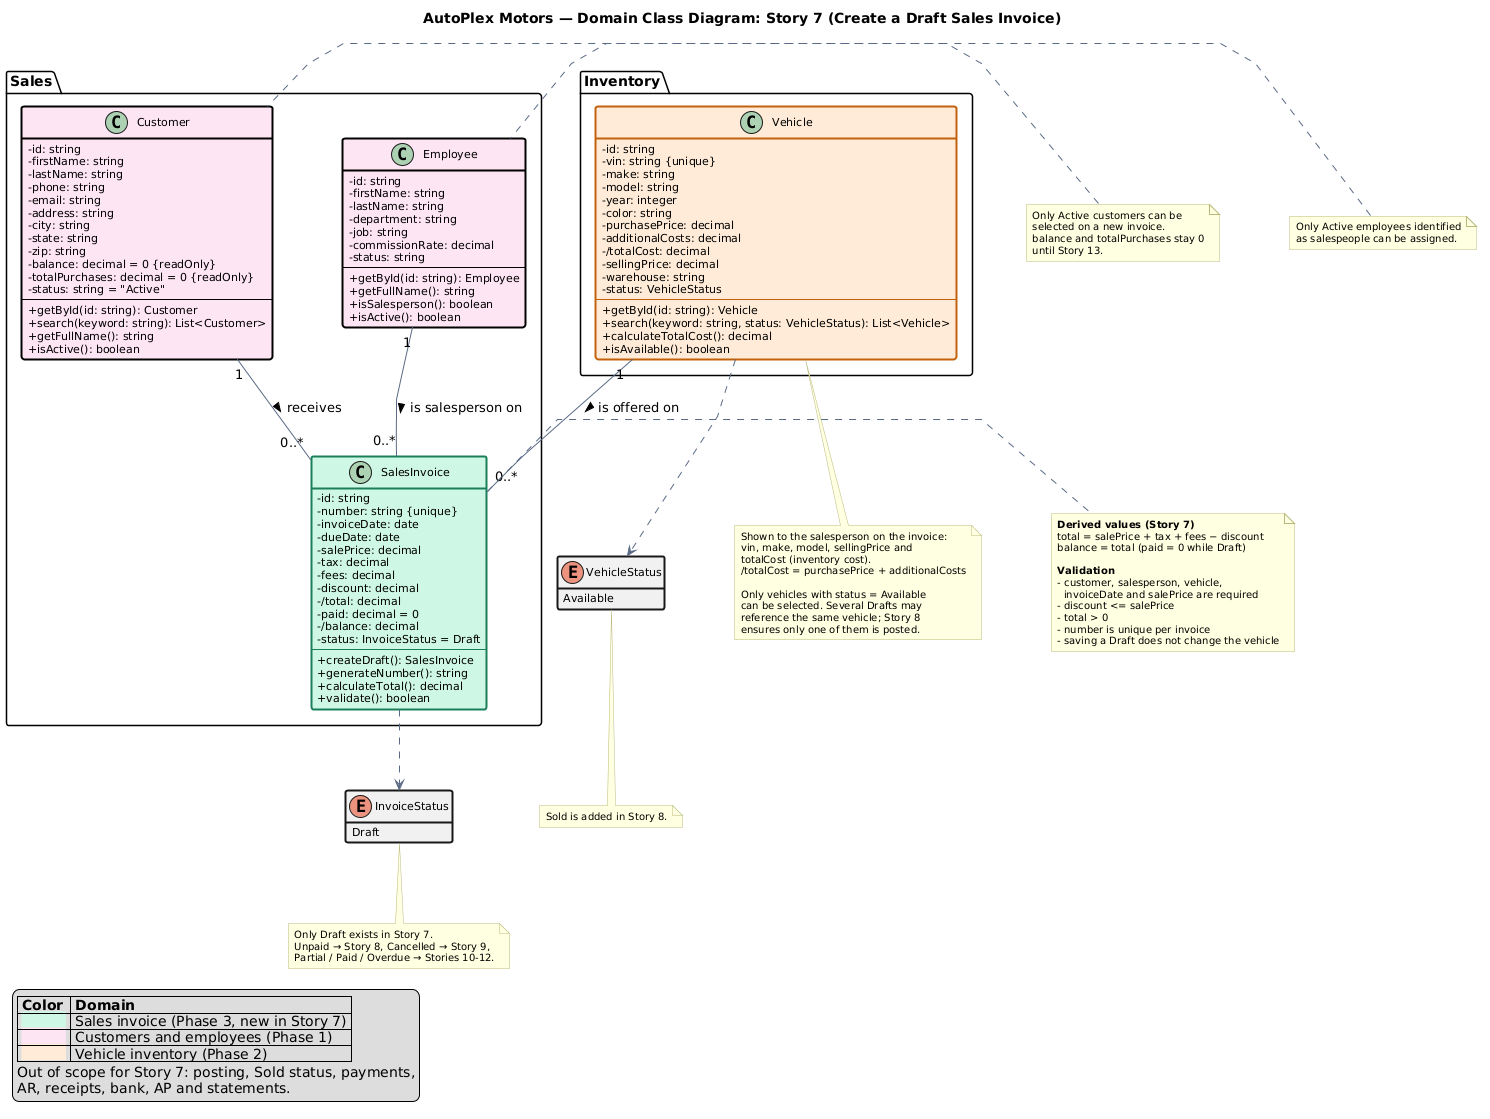 AutoPlex Motors — Domain Class Diagram: Story 7 (Create a Draft Sales Invoice)
Sales
C Customer
-id: string
-firstName: string
-lastName: string
-phone: string
-email: string
-address: string
-city: string
-state: string
-zip: string
-balance: decimal = 0 {readOnly}
-totalPurchases: decimal = 0 {readOnly}
-status: string = "Active"
+getById(id: string): Customer
+search(keyword: string): List<Customer>
+getFullName(): string
+isActive(): boolean
C Employee
-id: string
-firstName: string
-lastName: string
-department: string
-job: string
-commissionRate: decimal
-status: string
+getById(id: string): Employee
+getFullName(): string
+isSalesperson(): boolean
+isActive(): boolean
Inventory
C Vehicle
-id: string
-vin: string {unique}
-make: string
-model: string
-year: integer
-color: string
-purchasePrice: decimal
-additionalCosts: decimal
-/totalCost: decimal
-sellingPrice: decimal
-warehouse: string
-status: VehicleStatus
+getById(id: string): Vehicle
+search(keyword: string, status: VehicleStatus): List<Vehicle>
+calculateTotalCost(): decimal
+isAvailable(): boolean
Only Active customers can be
selected on a new invoice.
balance and totalPurchases stay 0
until Story 13.
Only Active employees identified
as salespeople can be assigned.
1
receives
0..*
1
is salesperson on
0..*
1
is offered on
0..*
C SalesInvoice
-id: string
-number: string {unique}
-invoiceDate: date
-dueDate: date
-salePrice: decimal
-tax: decimal
-fees: decimal
-discount: decimal
-/total: decimal
-paid: decimal = 0
-/balance: decimal
-status: InvoiceStatus = Draft
+createDraft(): SalesInvoice
+generateNumber(): string
+calculateTotal(): decimal
+validate(): boolean
E VehicleStatus
Available
Shown to the salesperson on the invoice:
vin, make, model, sellingPrice and
totalCost (inventory cost).
/totalCost = purchasePrice + additionalCosts
Only vehicles with status = Available
can be selected. Several Drafts may
reference the same vehicle; Story 8
ensures only one of them is posted.
Derived values (Story 7)
total = salePrice + tax + fees − discount
balance = total (paid = 0 while Draft)
Validation
- customer, salesperson, vehicle,
invoiceDate and salePrice are required
- discount <= salePrice
- total > 0
- number is unique per invoice
- saving a Draft does not change the vehicle
E InvoiceStatus
Draft
Sold is added in Story 8.
Only Draft exists in Story 7.
Unpaid → Story 8, Cancelled → Story 9,
Partial / Paid / Overdue → Stories 10-12.
Color Domain
Sales invoice (Phase 3, new in Story 7)
Customers and employees (Phase 1)
Vehicle inventory (Phase 2)
Out of scope for Story 7: posting, Sold status, payments,
AR, receipts, bank, AP and statements.